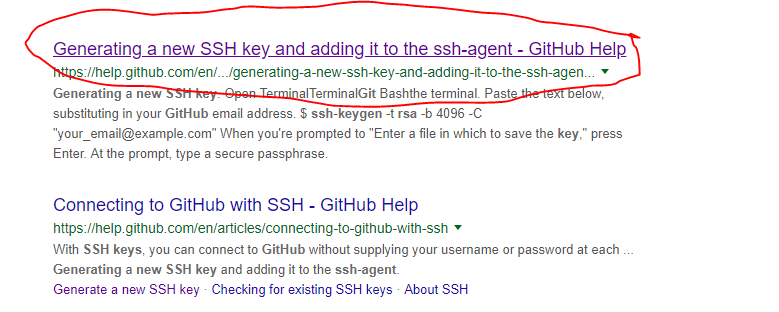 Generating a new SSH key and adding it to the ssh-agent - GitHub Help
https://help.github.com/en/.../generating-a-new-ssh-key-and-adding-it-to-the-ssh-agen...
Generating a new SSH key. Open TerminalTerminalGit Bashthe terminal. Paste the text below,
substituting in your GitHub email address. $ ssh-keygen -t rsa -b 4096 -C
"your_email@example.com" When you're prompted to "Enter a file in which to save the key," press
Enter. At the prompt, type a secure passphrase.
Connecting to GitHub with SSH - GitHub Help
https://help.github.com/en/articles/connecting-to-github-with-ssh
With SSH keys, you can connect to GitHub without supplying your username or password at each ...
Generating a new SSH key and adding it to the ssh-agent.
Generate a new SSH key · Checking for existing SSH keys · About SSH